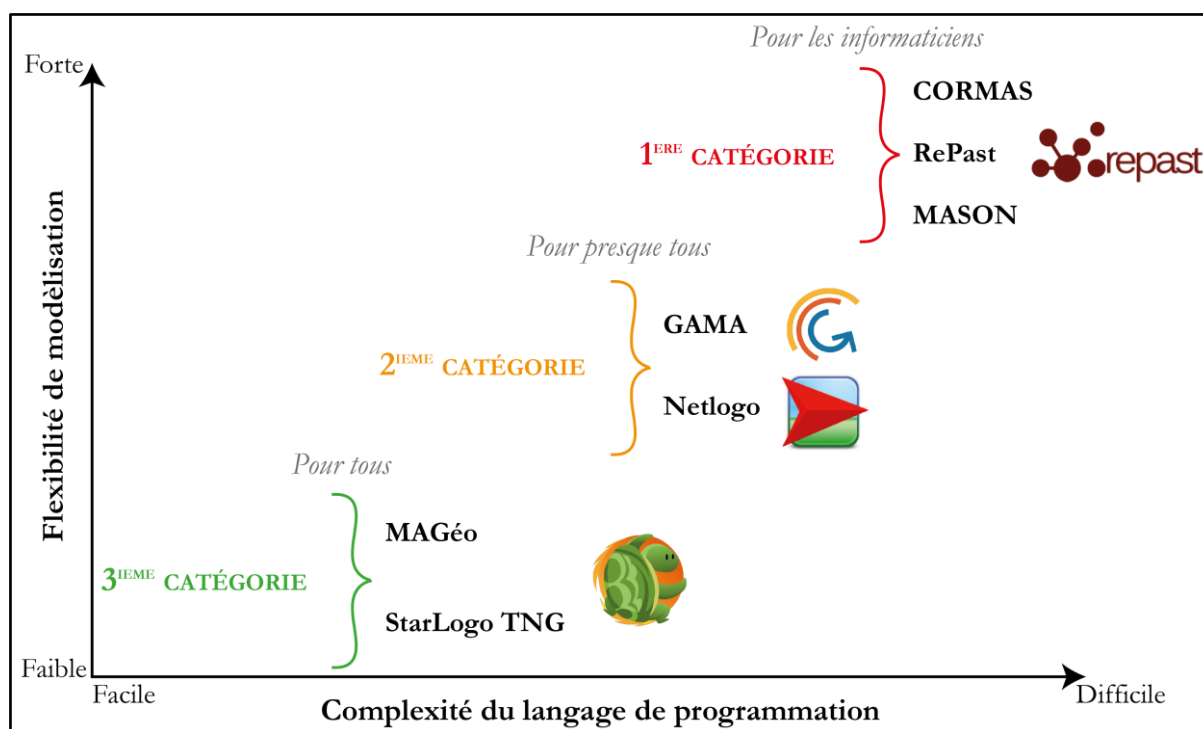 Pour les informaticiens
Forte
CORMAS
1ERE CATÉGORIE
RePast
repast
MASON
Pour presque tous
Flexibilité de modèlisation
GAMA
2IEME CATÉGORIE
Netlogo
Pour tous
MAGéo
3IEME CATÉGORIE
StarLogo TNG
Faible
Facile
Difficile
Complexité du langage de programmation